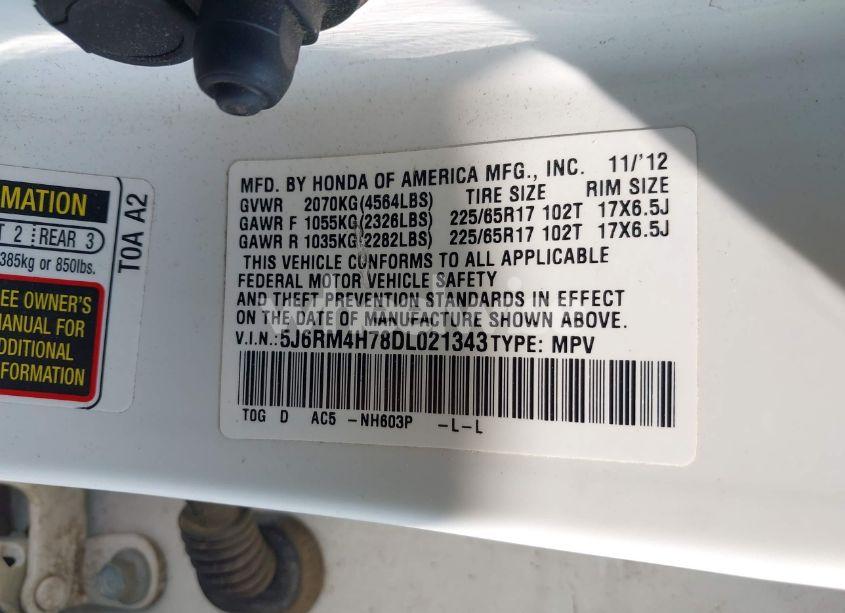 MATION
T 2 REAR 3
385kg or 850lbs.
EE OWNER'S
MANUAL FOR
ADDITIONAL
NFORMATION
T0A A2
MFD. BY HONDA OF AMERICA MFG., INC. 11/'12
GVWR 2070KG(4564LBS) TIRE SIZE RIM SIZE
GAWR F 1055KG(2326LBS) 225/65R17 102T 17X6.5J
GAWR R 1035KG(2282LBS) 225/65R17 102T 17X6.5J
THIS VEHICLE CONFORMS TO ALL APPLICABLE
FEDERAL MOTOR VEHICLE SAFETY
AND THEFT PREVENTION STANDARDS IN EFFECT
ON THE DATE OF MANUFACTURE SHOWN ABOVE.
V.I.N.:5J6RM4H78DL021343 TYPE: MPV
T0G D AC5 -NH603P -L-L